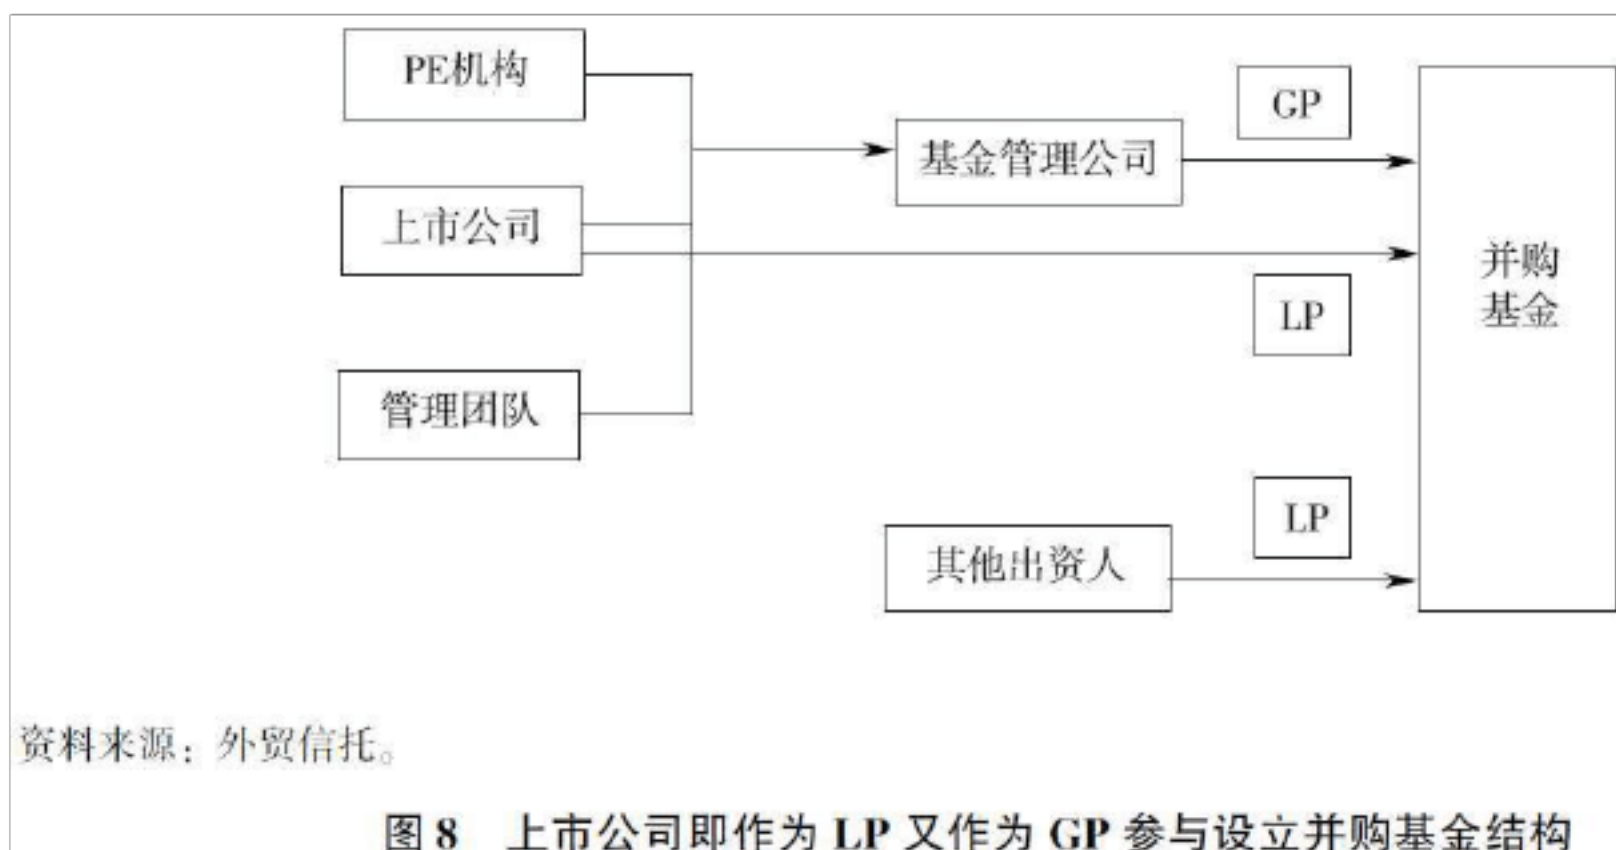 PE机构
GP
基金管理公司
上市公司
并购
基金
LP
管理团队
LP
其他出资人
资料来源：外贸信托。
图 8 上市公司即作为 LP 又作为 GP 参与设立并购基金结构